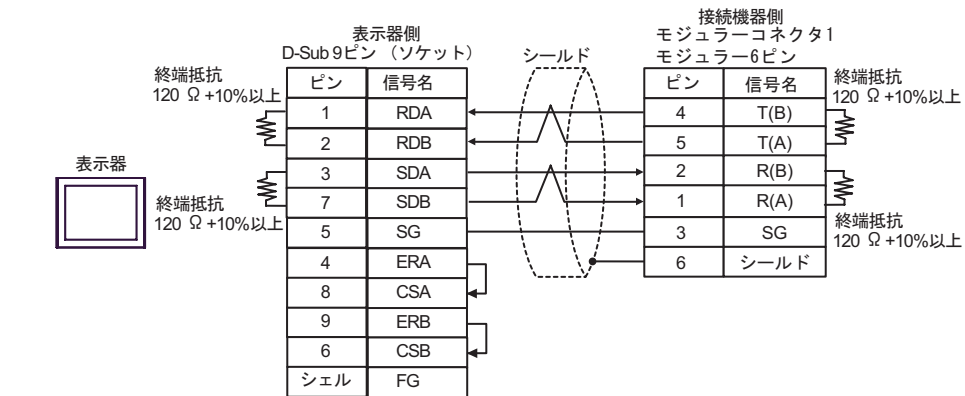 表示器側
D-Sub 9ピン （ソケット）
シールド
接続機器側
モジュラーコネクタ1
モジュラー6ピン
終端抵抗
120 Ω +10%以上
ピン 信号名
1 RDA
2 RDB
3 SDA
7 SDB
5 SG
4 ERA
8 CSA
9 ERB
6 CSB
シェル FG
表示器
終端抵抗
120 Ω +10%以上
ピン 信号名
4 T(B)
5 T(A)
2 R(B)
1 R(A)
3 SG
6 シールド
終端抵抗
120 Ω +10%以上
終端抵抗
120 Ω +10%以上